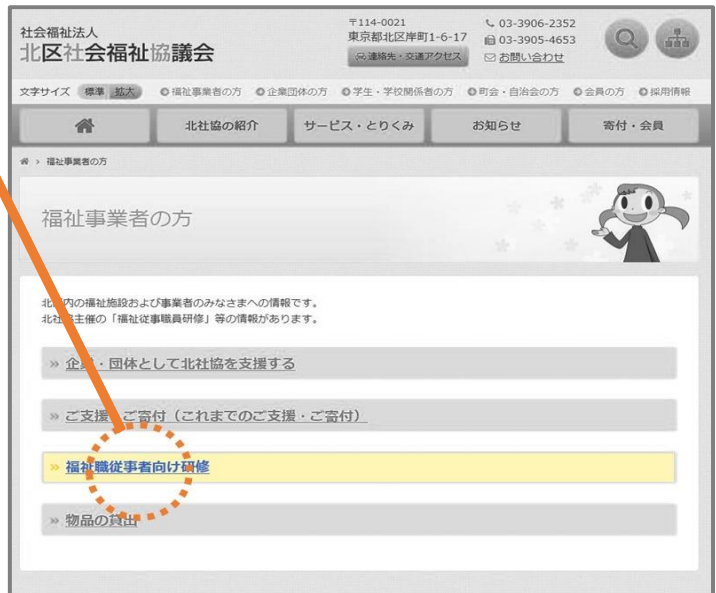 社会福祉法人
北区社会福祉協議会
〒114-0021
東京都北区岸町1-6-17
連絡先・交通アクセス
03-3906-2352
03-3905-4653
お問い合わせ
文字サイズ 標準 拡大 福祉事業者の方 企業団体の方 学生・学校関係者の方 町会・自治会の方 会員の方 採用情報
北社協の紹介 サービス・とりくみ お知らせ 寄付・会員
> 福祉事業者の方
福祉事業者の方
北区内の福祉施設および事業者のみなさまへの情報です。
北社協主催の「福祉従事職員研修」等の情報があります。
» 企業・団体として北社協を支援する
» ご支援・ご寄付（これまでのご支援・ご寄付）
» 福祉職従事者向け研修
» 物品の貸出